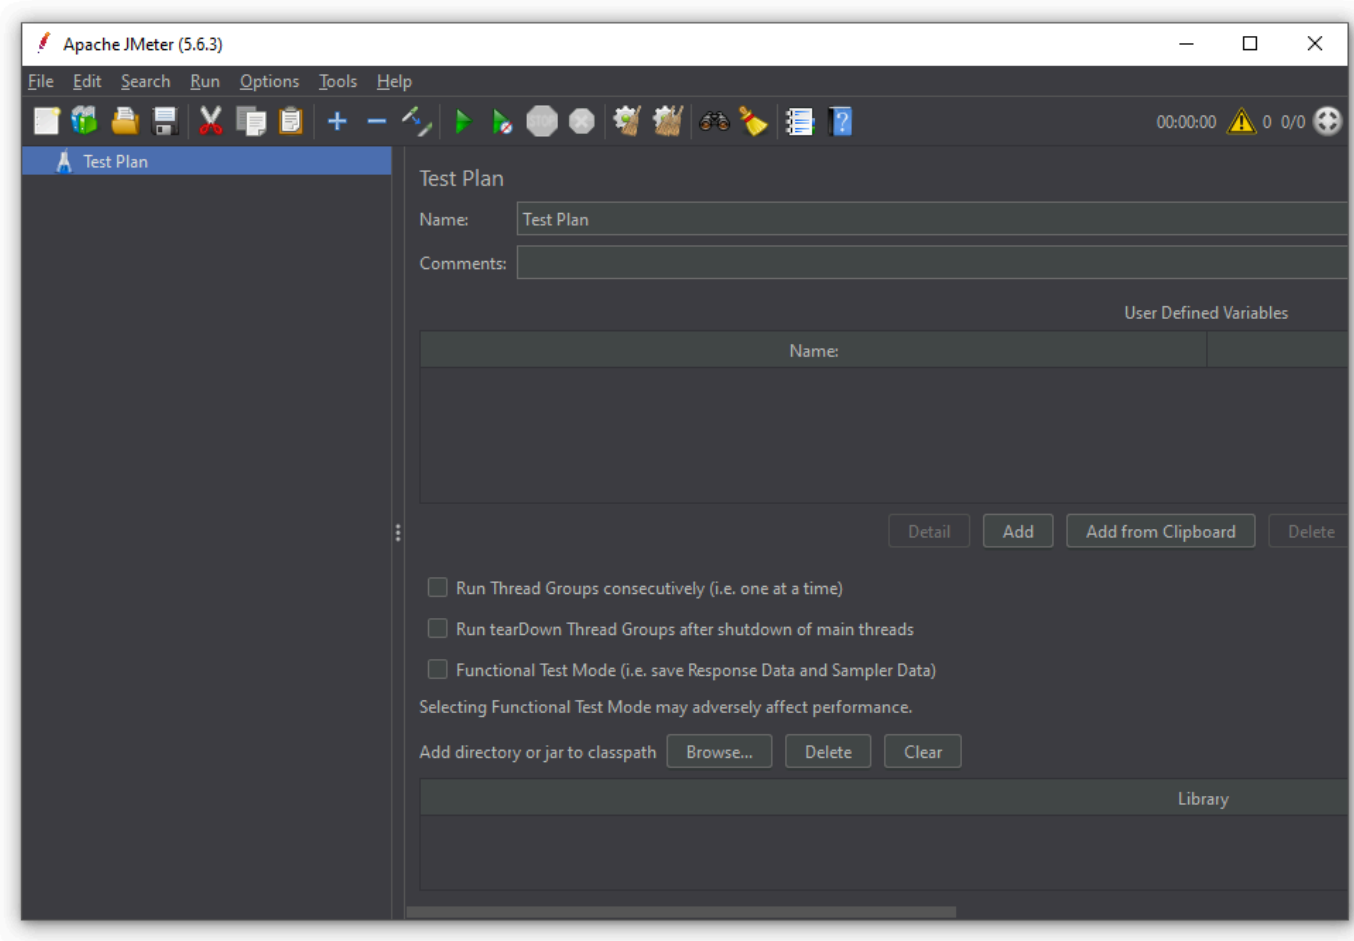 Apache JMeter (5.6.3)
File Edit Search Run Options Tools Help
STOP
00:00:00 0 0/0
Test Plan
Test Plan
Name: Test Plan
Comments:
User Defined Variables
Name:
Detail Add Add from Clipboard Delete
Run Thread Groups consecutively (i.e. one at a time)
Run tearDown Thread Groups after shutdown of main threads
Functional Test Mode (i.e. save Response Data and Sampler Data)
Selecting Functional Test Mode may adversely affect performance.
Add directory or jar to classpath Browse... Delete Clear
Library